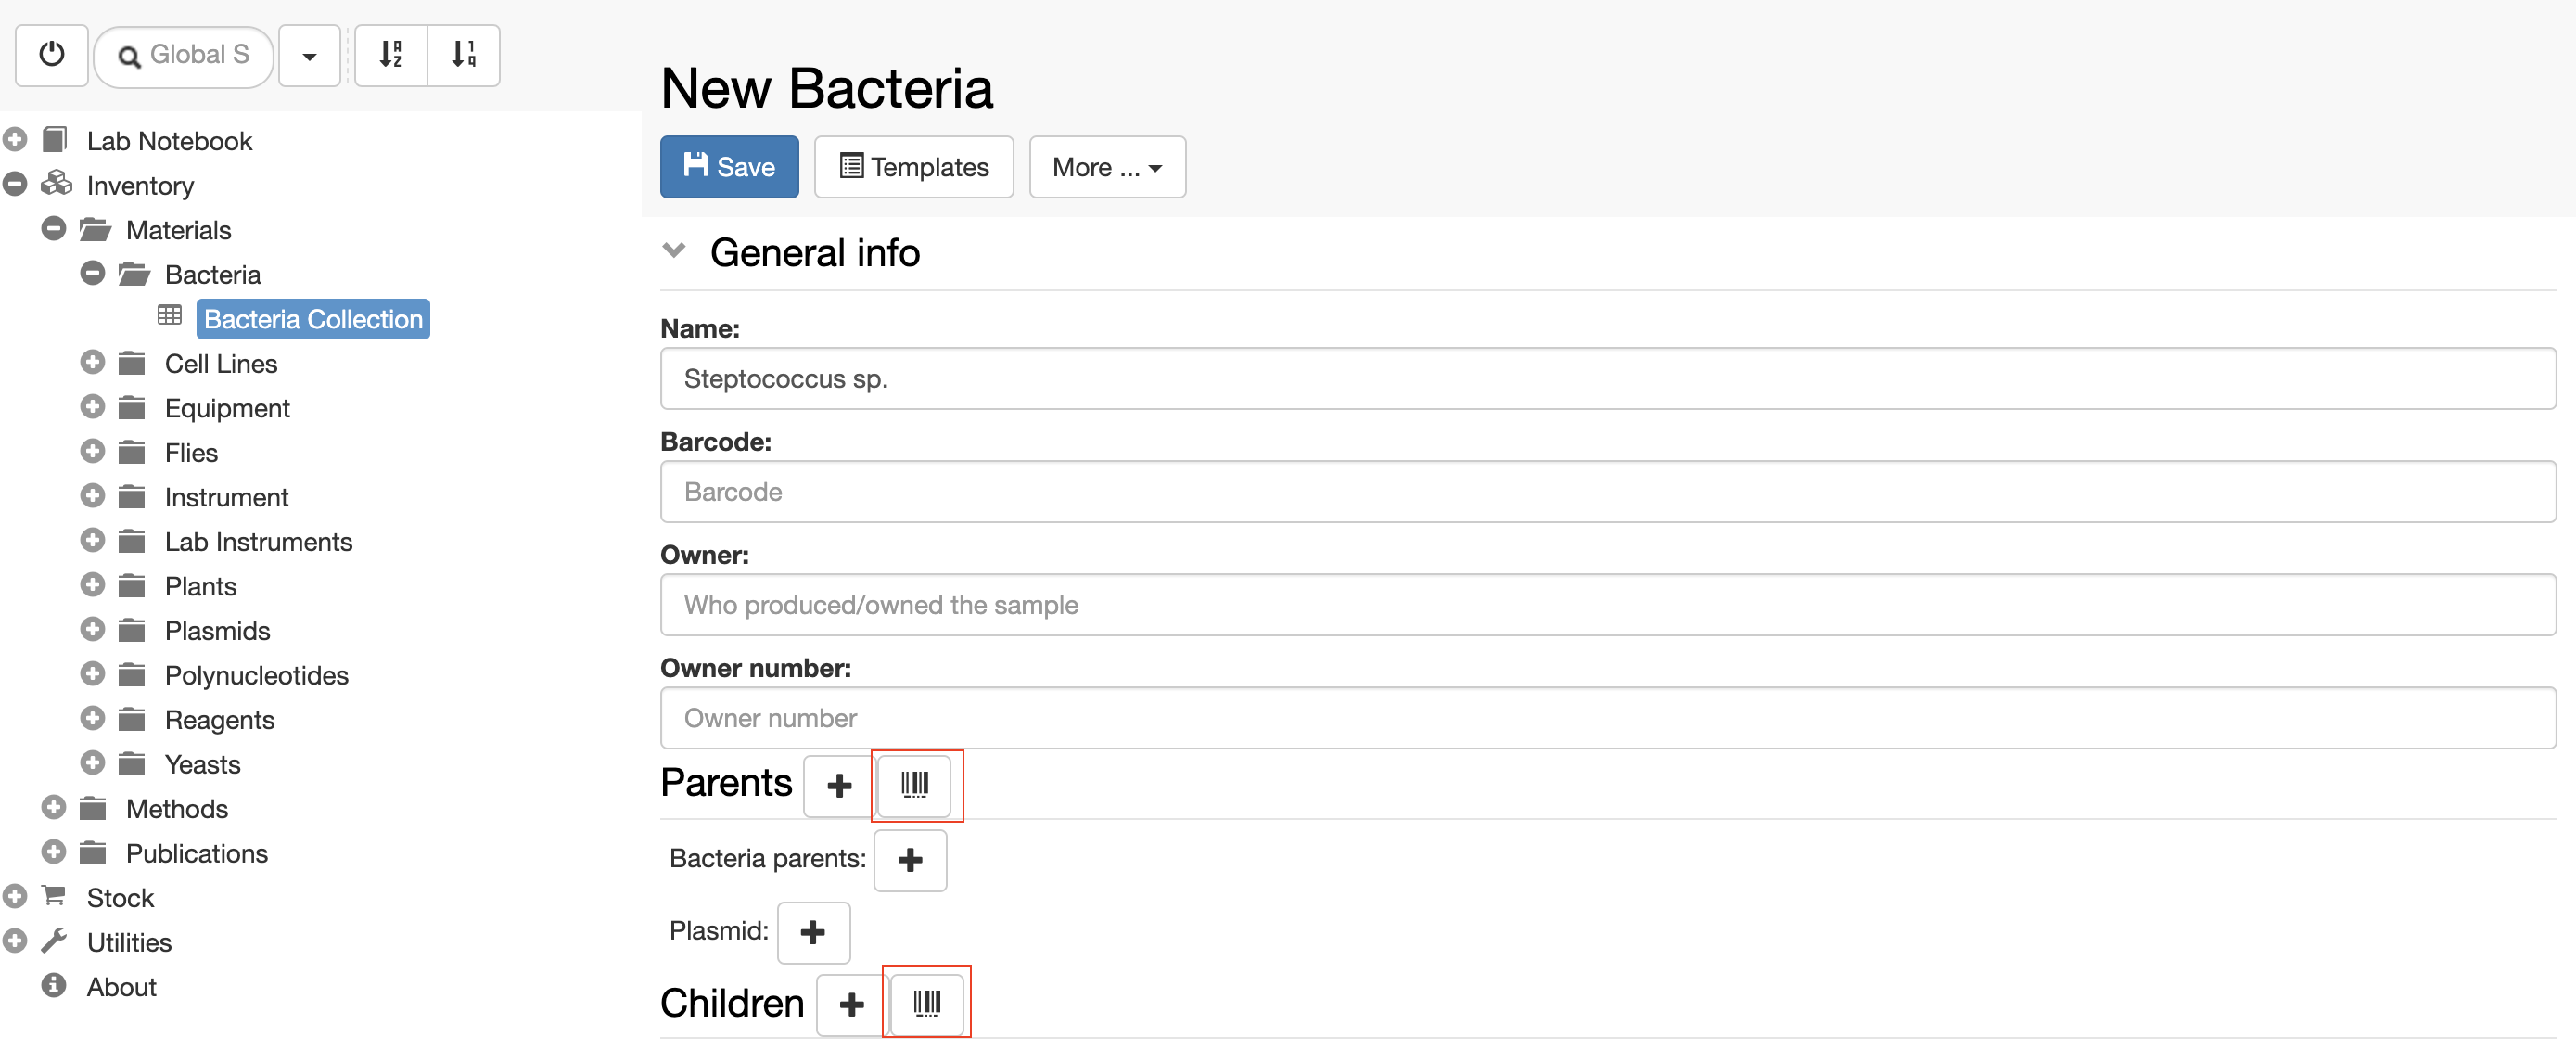 Global S
Lab Notebook
Inventory
Materials
Bacteria
Bacteria Collection
Cell Lines
Equipment
Flies
Instrument
Lab Instruments
Plants
Plasmids
Polynucleotides
Reagents
Yeasts
Methods
Publications
Stock
Utilities
About
New Bacteria
Save Templates More ...
General info
Name:
Steptococcus sp.
Barcode:
Barcode
Owner:
Who produced/owned the sample
Owner number:
Owner number
Parents
Bacteria parents:
Plasmid:
Children